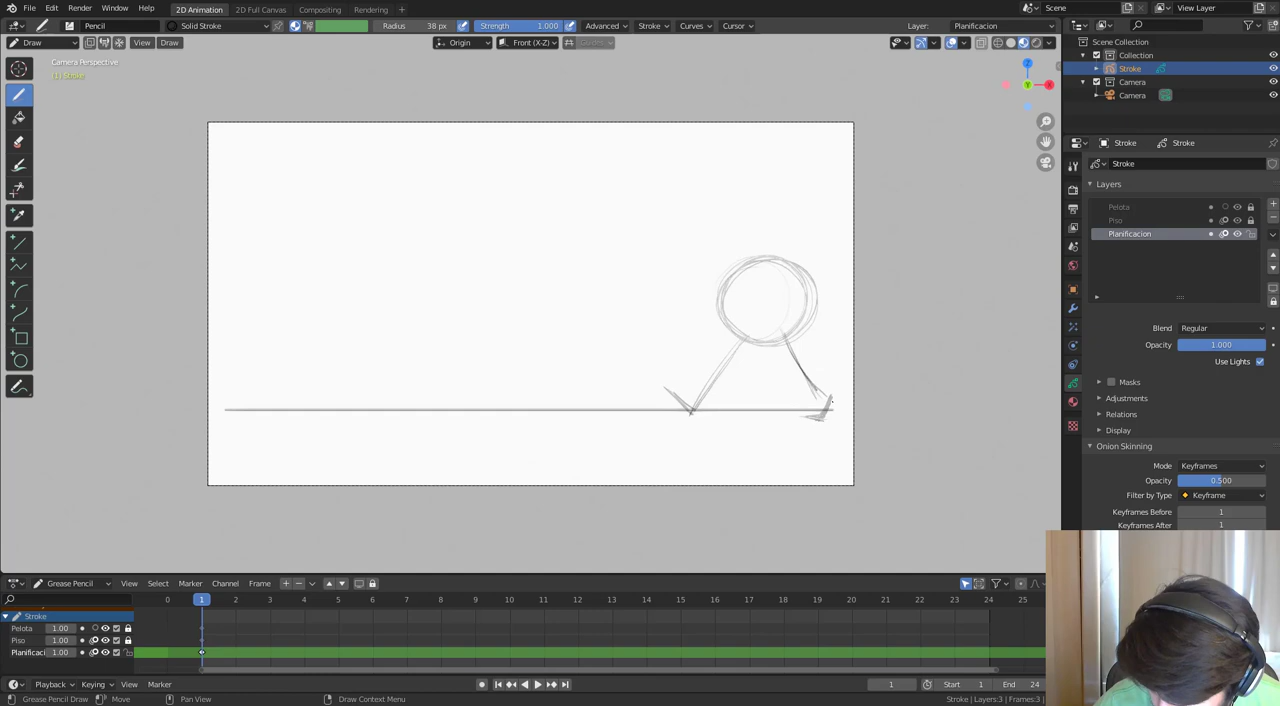 File Edit Render Window Help 2D Animation 2D Full Canvas Compositing Rendering + Scene View Layer
Pencil Solid Stroke Radius 38 px Strength 1.000 Advanced Stroke Curves Cursor Layer: Planificacion
Draw View Draw Origin Front (X-Z) Guides
Scene Collection
Collection
Stroke
Camera
Camera
Camera Perspective
(1) Stroke
Z
X
Y
Stroke Stroke
Stroke
Layers
Pelota
Piso
Planificacion
Blend Regular
Opacity 1.000
Use Lights
Masks
Adjustments
Relations
Display
Onion Skinning
Mode Keyframes
Opacity 0.500
Filter by Type Keyframe
Keyframes Before 1
Keyframes After 1
Grease Pencil View Select Marker Channel Frame
0 1 2 3 4 5 6 7 8 9 10 11 12 13 14 15 16 17 18 19 20 21 22 23 24 25
Stroke
Pelota 1.00
Piso 1.00
Planificaci 1.00
Playback Keying View Marker 1 Start 1 End 24
Grease Pencil Draw Move Pan View Draw Context Menu Stroke | Layers:3 | Frames:3 |